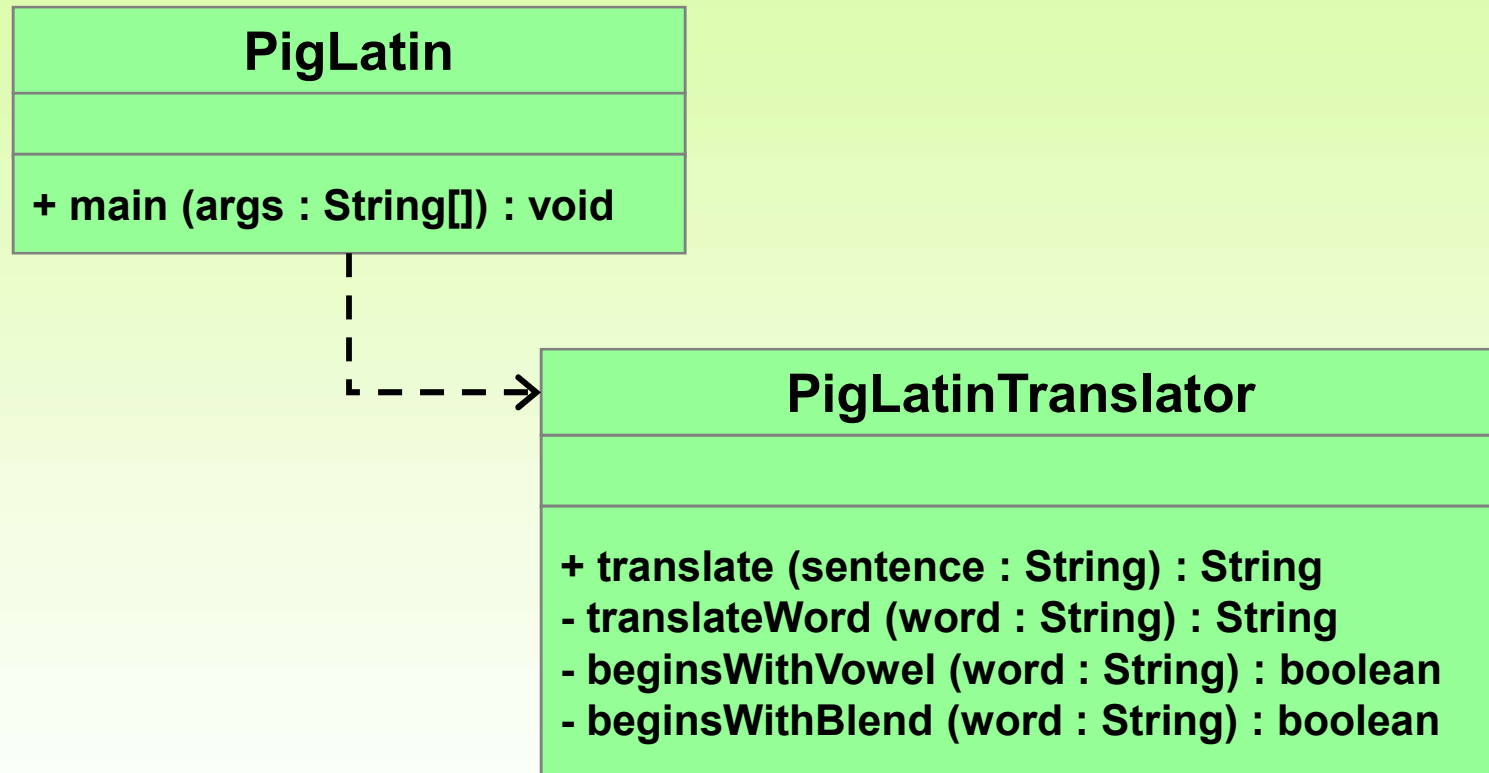 PigLatin
+ main (args : String[]) : void
PigLatinTranslator
+ translate (sentence : String) : String
- translateWord (word : String) : String
- beginsWithVowel (word : String) : boolean
- beginsWithBlend (word : String) : boolean